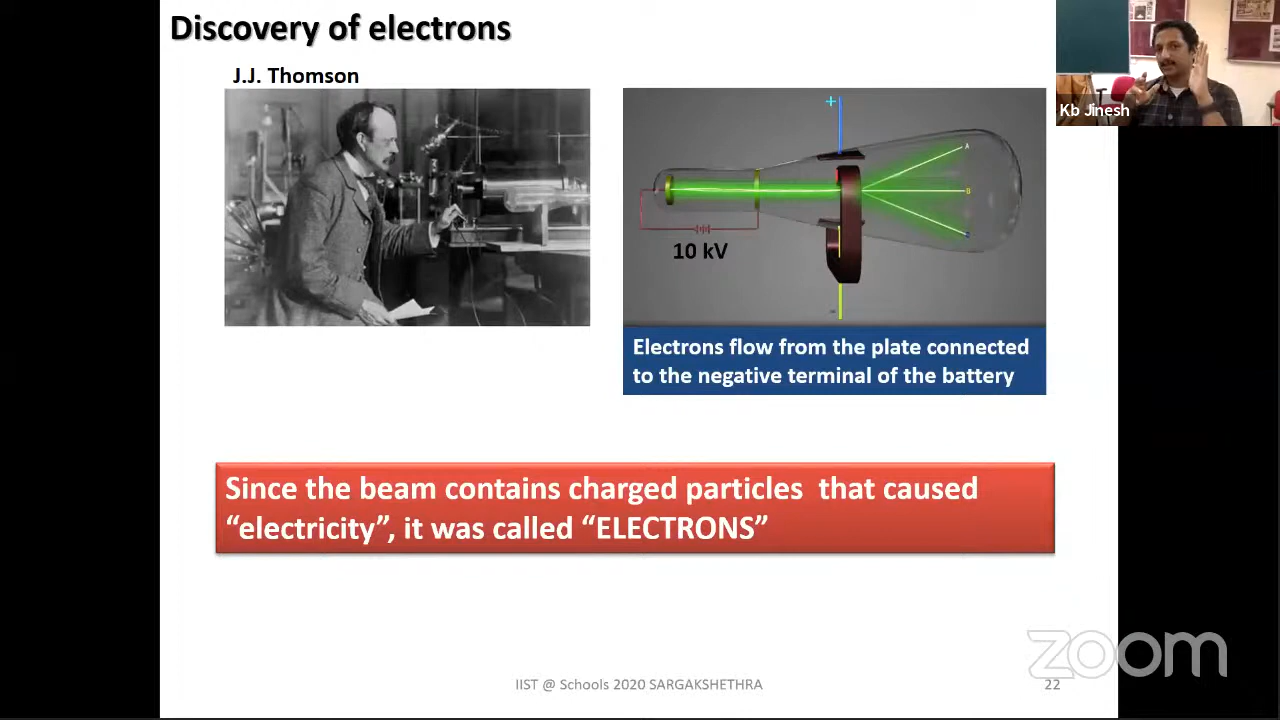 Discovery of electrons
J.J. Thomson
Kb Jinesh
+
A
B
10 kV
Electrons flow from the plate connected
to the negative terminal of the battery
Since the beam contains charged particles that caused
“electricity”, it was called “ELECTRONS”
zoom
IIST @ Schools 2020 SARGAKSHETHRA
22